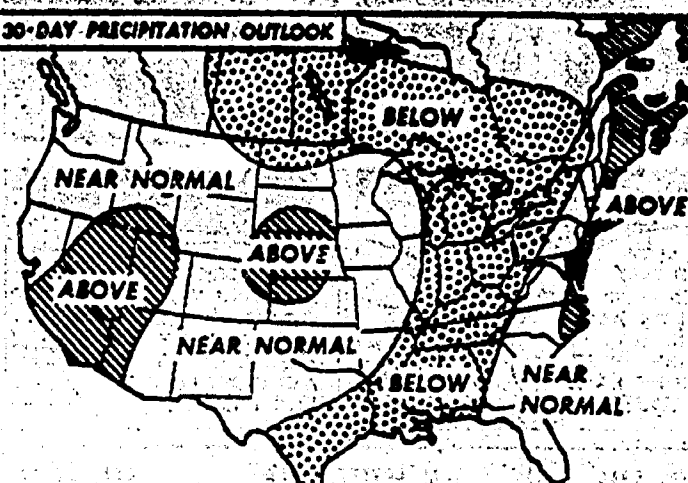 30-DAY PRECIPITATION OUTLOOK
BELOW
NEAR NORMAL
ABOVE
ABOVE
ABOVE
NEAR NORMAL
BELOW
NEAR
NORMAL